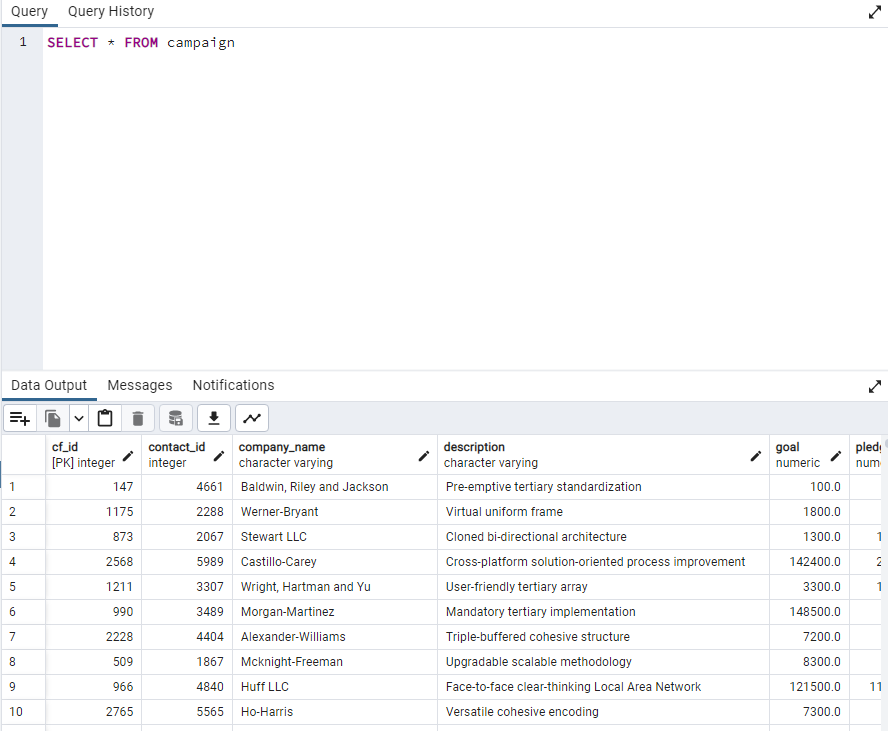 Query Query History
1 SELECT * FROM campaign
Data Output Messages Notifications
cf_id contact_id company_name description goal
[PK] integer integer character varying character varying numeric
1 147 4661 Baldwin, Riley and Jackson Pre-emptive tertiary standardization 100.0
2 1175 2288 Werner-Bryant Virtual uniform frame 1800.0
3 873 2067 Stewart LLC Cloned bi-directional architecture 1300.0 1
4 2568 5989 Castillo-Carey Cross-platform solution-oriented process improvement 142400.0 2
5 1211 3307 Wright, Hartman and Yu User-friendly tertiary array 3300.0 1
6 990 3489 Morgan-Martinez Mandatory tertiary implementation 148500.0
7 2228 4404 Alexander-Williams Triple-buffered cohesive structure 7200.0
8 509 1867 Mcknight-Freeman Upgradable scalable methodology 8300.0
9 966 4840 Huff LLC Face-to-face clear-thinking Local Area Network 121500.0 11
10 2765 5565 Ho-Harris Versatile cohesive encoding 7300.0